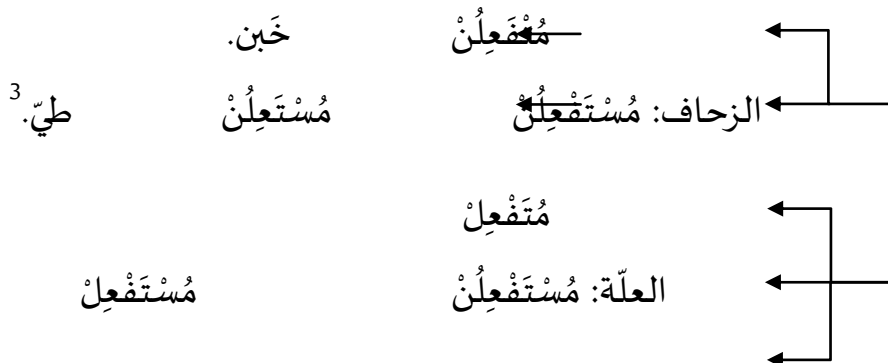 مُتَفْعِلُنْ خَبن.
الزحاف: مُسْتَفْعِلُنْ مُسْتَعِلُنْ طيّ.3
مُتَفْعِلْ
العلّة: مُسْتَفْعِلُنْ مُسْتَفْعِلْ